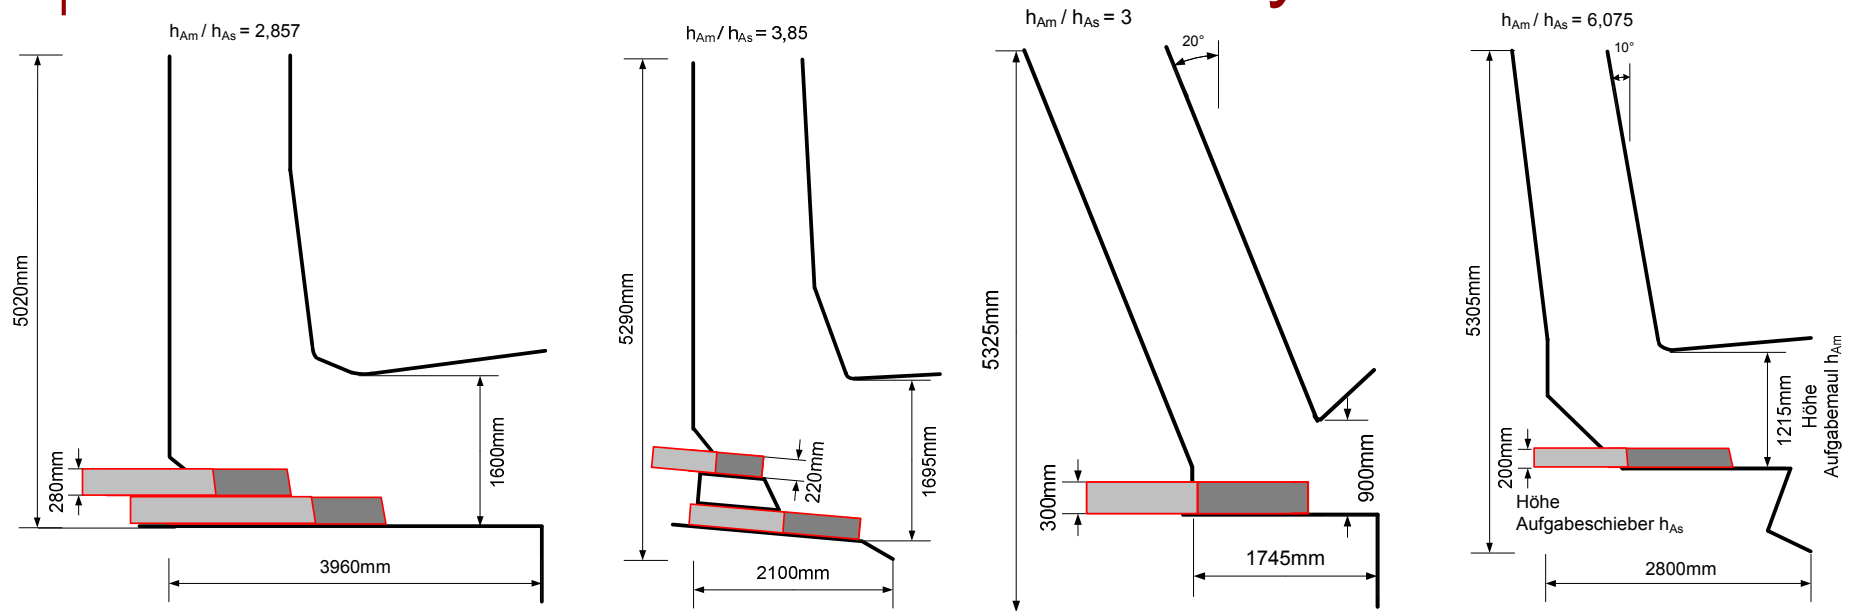 hAm / hAs = 2,857
5020mm
280mm
1600mm
3960mm
hAm / hAs = 3,85
5290mm
220mm
1695mm
2100mm
hAm / hAs = 3
20°
5325mm
300mm
900mm
1745mm
hAm / hAs = 6,075
10°
5305mm
200mm
1215mm
Höhe
Aufgabemaul hAm
Höhe
Aufgabeschieber hAs
2800mm